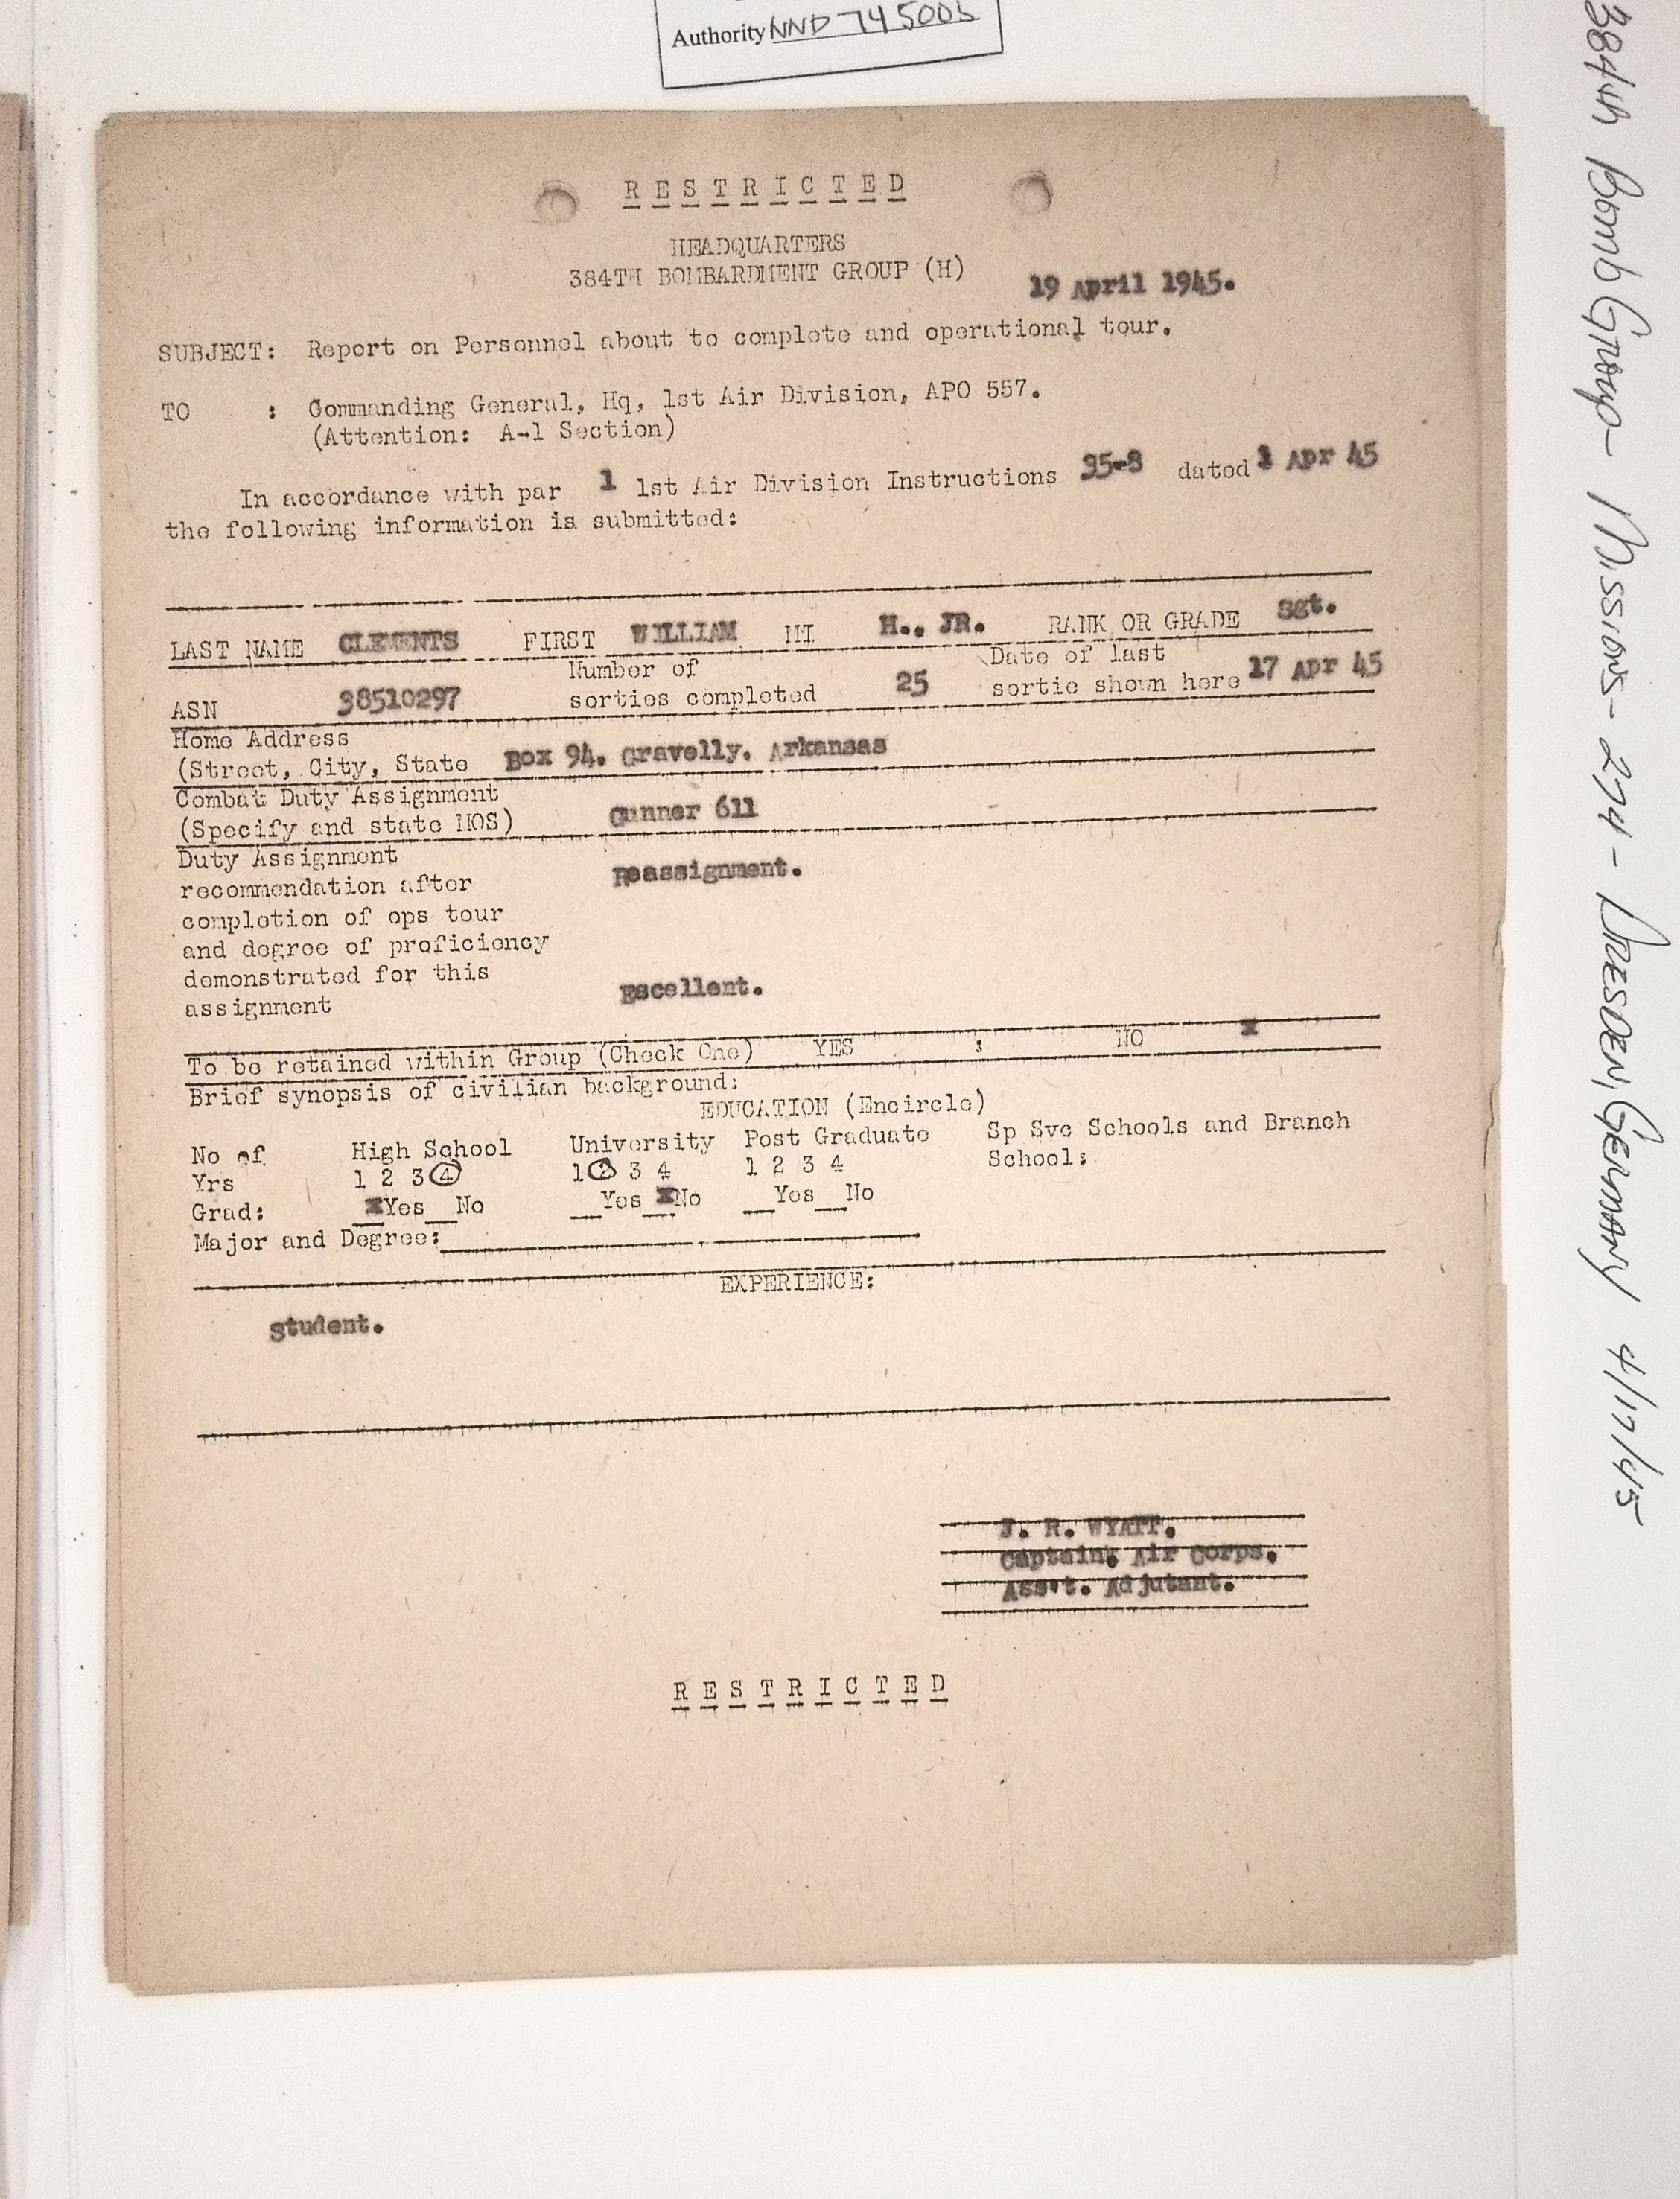 Authority NND 745005
R E S T R I C T E D
HEADQUARTERS
384TH BOMBARDMENT GROUP (H)
19 April 1945.
SUBJECT: Report on Personnel about to complete and operational tour.
TO : Commanding General, Hq, 1st Air Division, APO 557.
(Attention: A-1 Section)
In accordance with par 1 1st Air Division Instructions 35-8 dated 1 Apr 45
the following information is submitted:
LAST NAME CLEMENTS FIRST WILLIAM MI H., JR. RANK OR GRADE Sgt.
ASN 38510297 Number of sorties completed 25 Date of last sortie shown here 17 Apr 45
Home Address
(Street, City, State Box 94. Gravelly. Arkansas
Combat Duty Assignment
(Specify and state MOS) Gunner 611
Duty Assignment
recommendation after Reassignment.
completion of ops tour
and degree of proficiency
demonstrated for this
assignment Escellent.
To be retained within Group (Check One) YES : NO x
Brief synopsis of civilian background:
EDUCATION (Encircle)
No of High School University Post Graduate Sp Svc Schools and Branch
Yrs 1 2 3 4 1 2 3 4 1 2 3 4 School:
Grad: xYes No Yes xNo Yes No
Major and Degree:
EXPERIENCE:
Student.
J. R. WYATT.
Captain, Air Corps.
Ass't. Adjutant.
R E S T R I C T E D
384th Bomb Group - Missions - 274 - DRESDEN, GERMANY 4/17/45